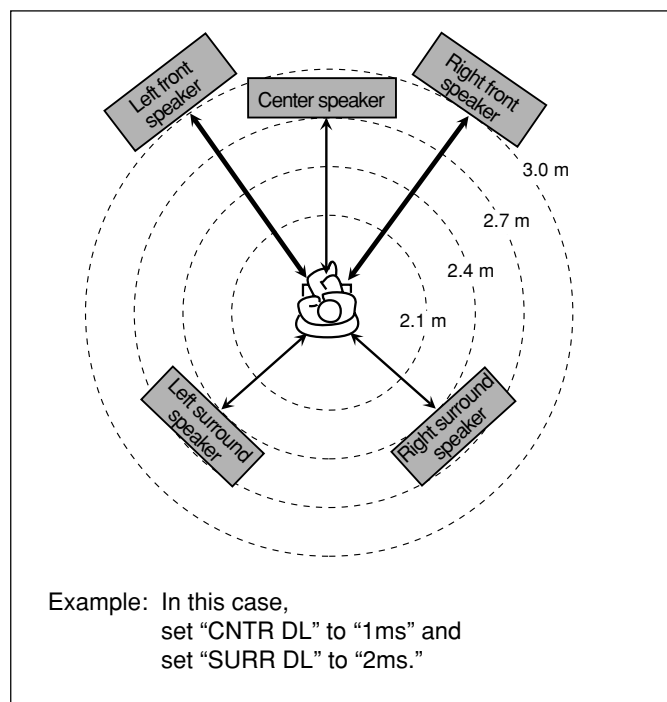 Left front
speaker
Center speaker
Right front
speaker
3.0 m
2.7 m
2.4 m
2.1 m
Left surround
speaker
Right surround
speaker
Example: In this case,
set “CNTR DL” to “1ms” and
set “SURR DL” to “2ms.”